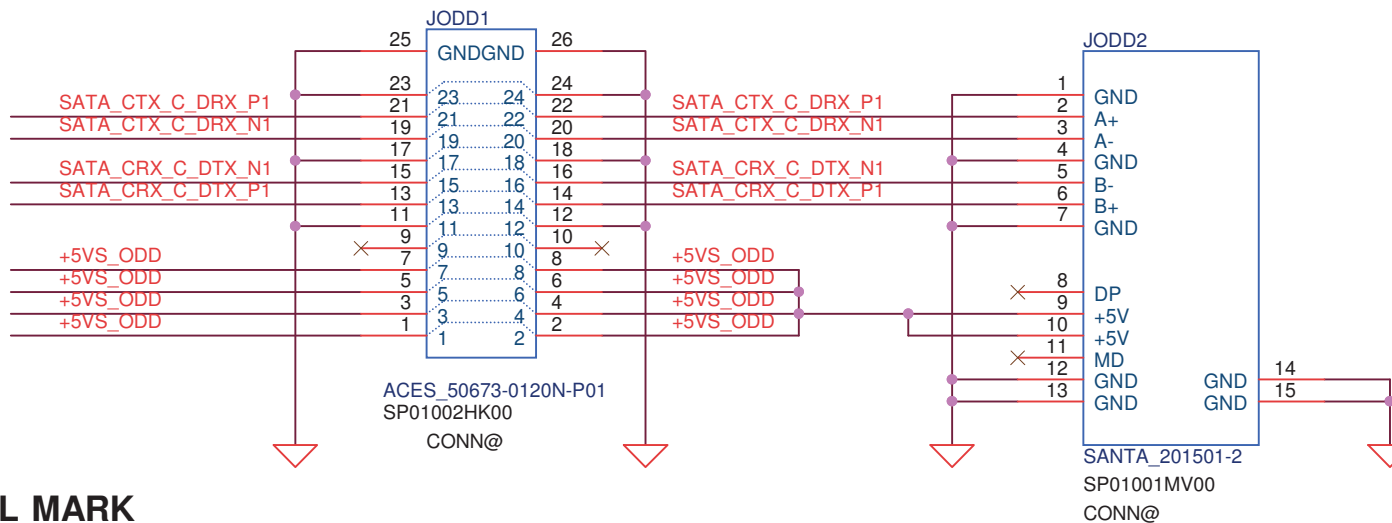 JODD1
25 GNDGND 26
23 23 24 24
SATA_CTX_C_DRX_P1 21 21 22 22 SATA_CTX_C_DRX_P1
SATA_CTX_C_DRX_N1 19 19 20 20 SATA_CTX_C_DRX_N1
17 17 18 18
SATA_CRX_C_DTX_N1 15 15 16 16 SATA_CRX_C_DTX_N1
SATA_CRX_C_DTX_P1 13 13 14 14 SATA_CRX_C_DTX_P1
11 11 12 12
9 9 10 10
+5VS_ODD 7 7 8 8 +5VS_ODD
+5VS_ODD 5 5 6 6 +5VS_ODD
+5VS_ODD 3 3 4 4 +5VS_ODD
+5VS_ODD 1 1 2 2 +5VS_ODD
ACES_50673-0120N-P01
SP01002HK00
CONN@
JODD2
1 GND
2 A+
3 A-
4 GND
5 B-
6 B+
7 GND
8 DP
9 +5V
10 +5V
11 MD
12 GND GND 14
13 GND GND 15
SANTA_201501-2
SP01001MV00
CONN@
L MARK